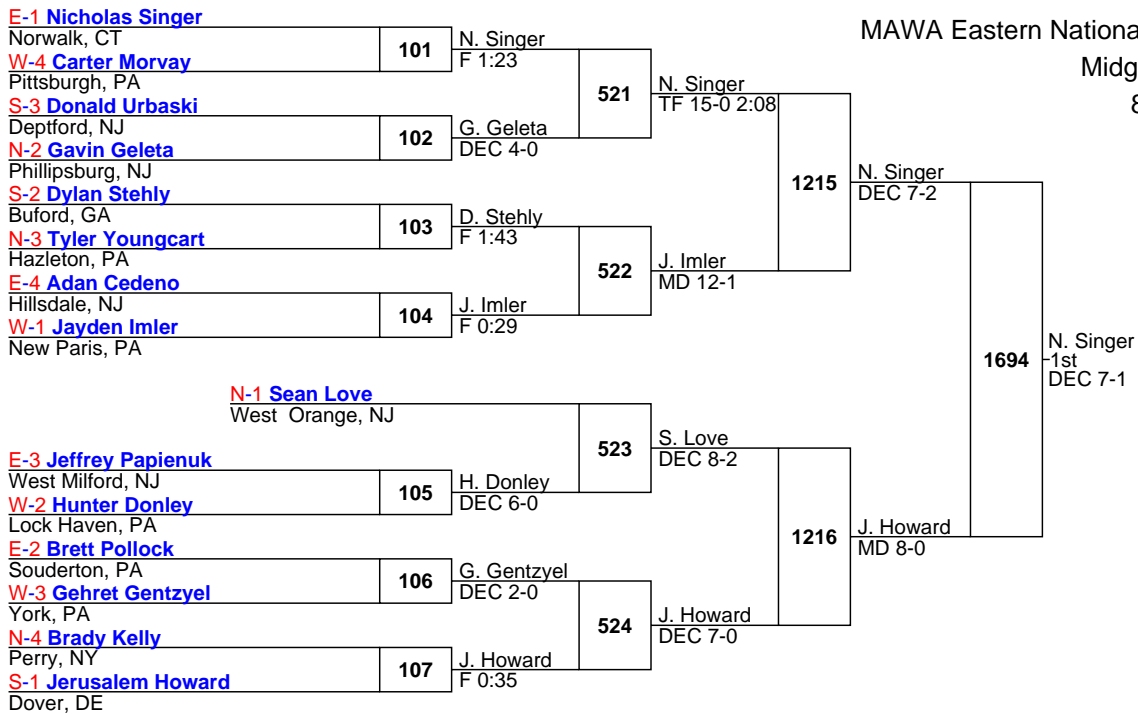 MAWA Eastern National
Midg
8
E-1 Nicholas Singer
Norwalk, CT
W-4 Carter Morvay
Pittsburgh, PA
S-3 Donald Urbaski
Deptford, NJ
N-2 Gavin Geleta
Phillipsburg, NJ
S-2 Dylan Stehly
Buford, GA
N-3 Tyler Youngcart
Hazleton, PA
E-4 Adan Cedeno
Hillsdale, NJ
W-1 Jayden Imler
New Paris, PA
N-1 Sean Love
West Orange, NJ
E-3 Jeffrey Papienuk
West Milford, NJ
W-2 Hunter Donley
Lock Haven, PA
E-2 Brett Pollock
Souderton, PA
W-3 Gehret Gentzyel
York, PA
N-4 Brady Kelly
Perry, NY
S-1 Jerusalem Howard
Dover, DE
101
N. Singer
F 1:23
102
G. Geleta
DEC 4-0
103
D. Stehly
F 1:43
104
J. Imler
F 0:29
105
H. Donley
DEC 6-0
106
G. Gentzyel
DEC 2-0
107
J. Howard
F 0:35
521
N. Singer
TF 15-0 2:08
522
J. Imler
MD 12-1
523
S. Love
DEC 8-2
524
J. Howard
DEC 7-0
1215
N. Singer
DEC 7-2
1216
J. Howard
MD 8-0
1694
N. Singer
1st
DEC 7-1